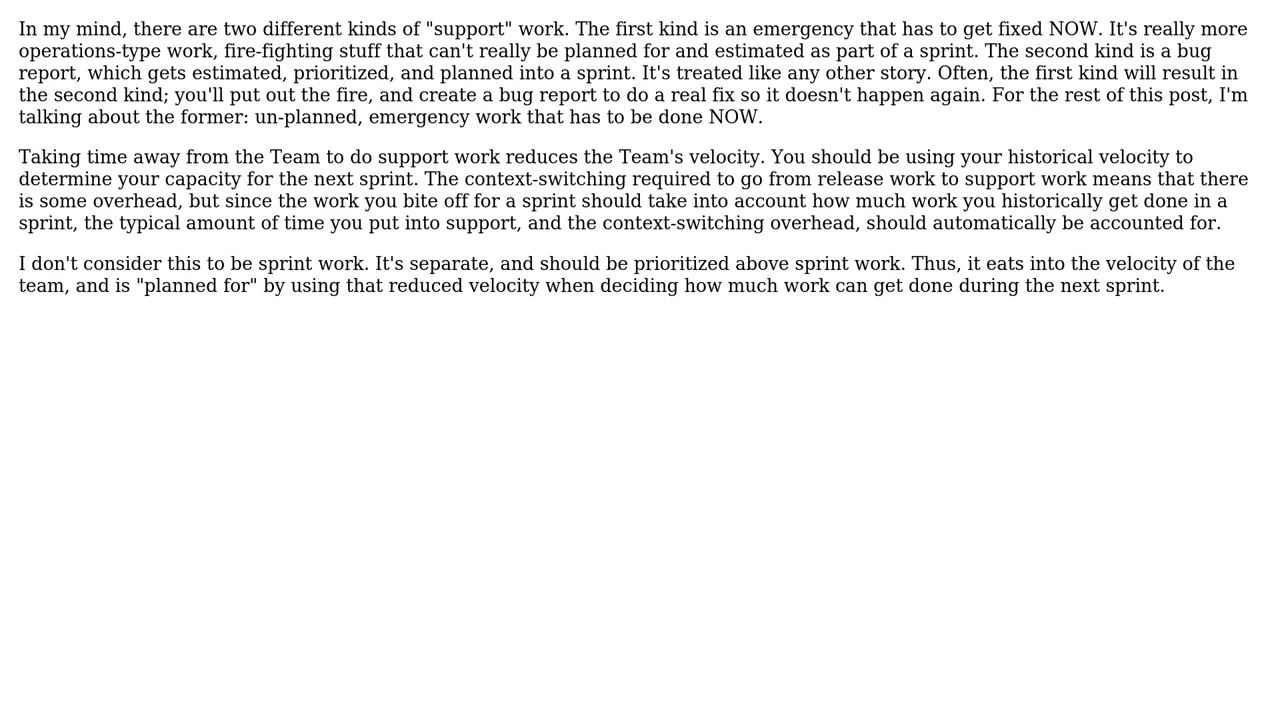 In my mind, there are two different kinds of "support" work. The first kind is an emergency that has to get fixed NOW. It's really more
operations-type work, fire-fighting stuff that can't really be planned for and estimated as part of a sprint. The second kind is a bug
report, which gets estimated, prioritized, and planned into a sprint. It's treated like any other story. Often, the first kind will result in
the second kind; you'll put out the fire, and create a bug report to do a real fix so it doesn't happen again. For the rest of this post, I'm
talking about the former: un-planned, emergency work that has to be done NOW.
Taking time away from the Team to do support work reduces the Team's velocity. You should be using your historical velocity to
determine your capacity for the next sprint. The context-switching required to go from release work to support work means that there
is some overhead, but since the work you bite off for a sprint should take into account how much work you historically get done in a
sprint, the typical amount of time you put into support, and the context-switching overhead, should automatically be accounted for.
I don't consider this to be sprint work. It's separate, and should be prioritized above sprint work. Thus, it eats into the velocity of the
team, and is "planned for" by using that reduced velocity when deciding how much work can get done during the next sprint.